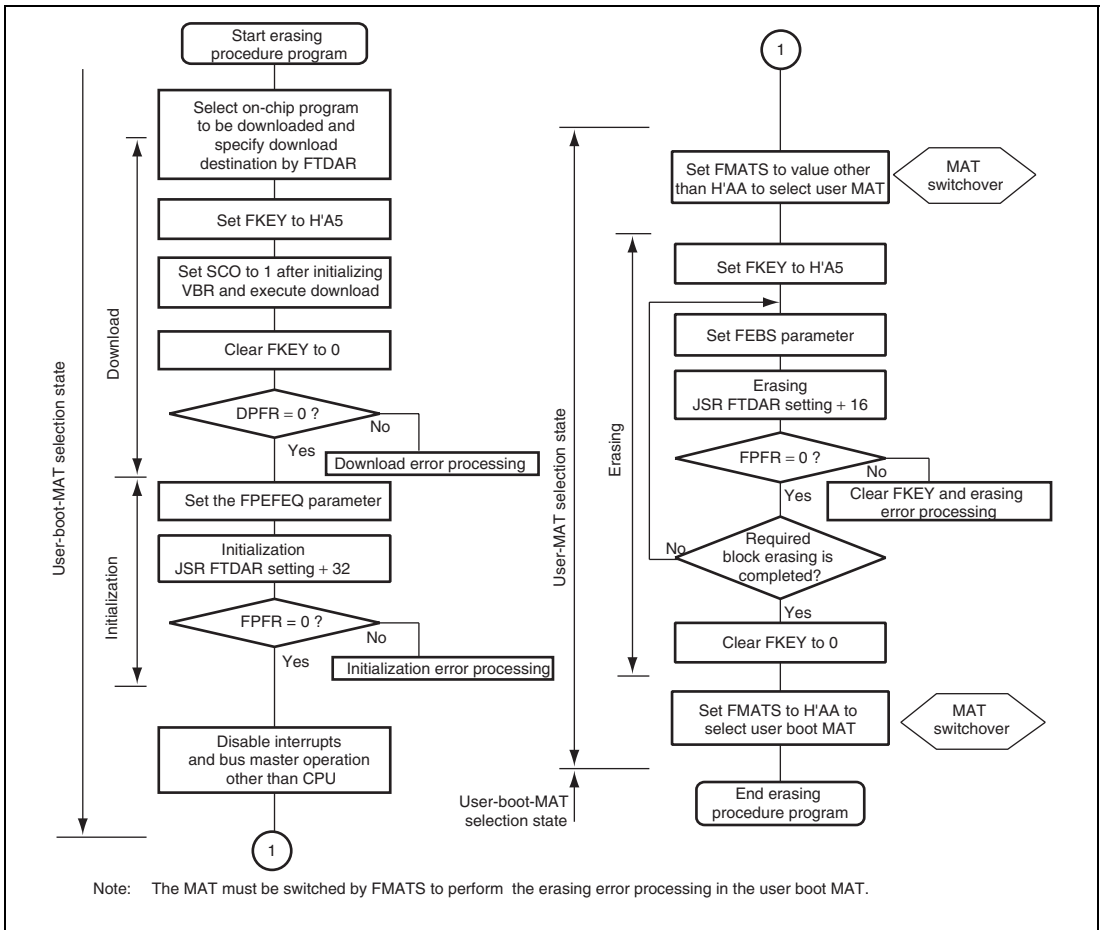 Start erasing
procedure program
Select on-chip program
to be downloaded and
specify download
destination by FTDAR
Set FKEY to H'A5
Set SCO to 1 after initializing
VBR and execute download
Clear FKEY to 0
DPFR = 0 ?
No
Yes
Download error processing
Set the FPEFEQ parameter
Initialization
JSR FTDAR setting + 32
FPFR = 0 ?
No
Yes
Initialization error processing
Disable interrupts
and bus master operation
other than CPU
1
User-boot-MAT selection state
Download
Initialization
1
Set FMATS to value other
than H'AA to select user MAT
MAT
switchover
Set FKEY to H'A5
Set FEBS parameter
Erasing
JSR FTDAR setting + 16
FPFR = 0 ?
No
Yes
Clear FKEY and erasing
error processing
Required
block erasing is
completed?
No
Yes
Clear FKEY to 0
Set FMATS to H'AA to
select user boot MAT
MAT
switchover
End erasing
procedure program
User-MAT selection state
Erasing
User-boot-MAT
selection state
Note: The MAT must be switched by FMATS to perform the erasing error processing in the user boot MAT.